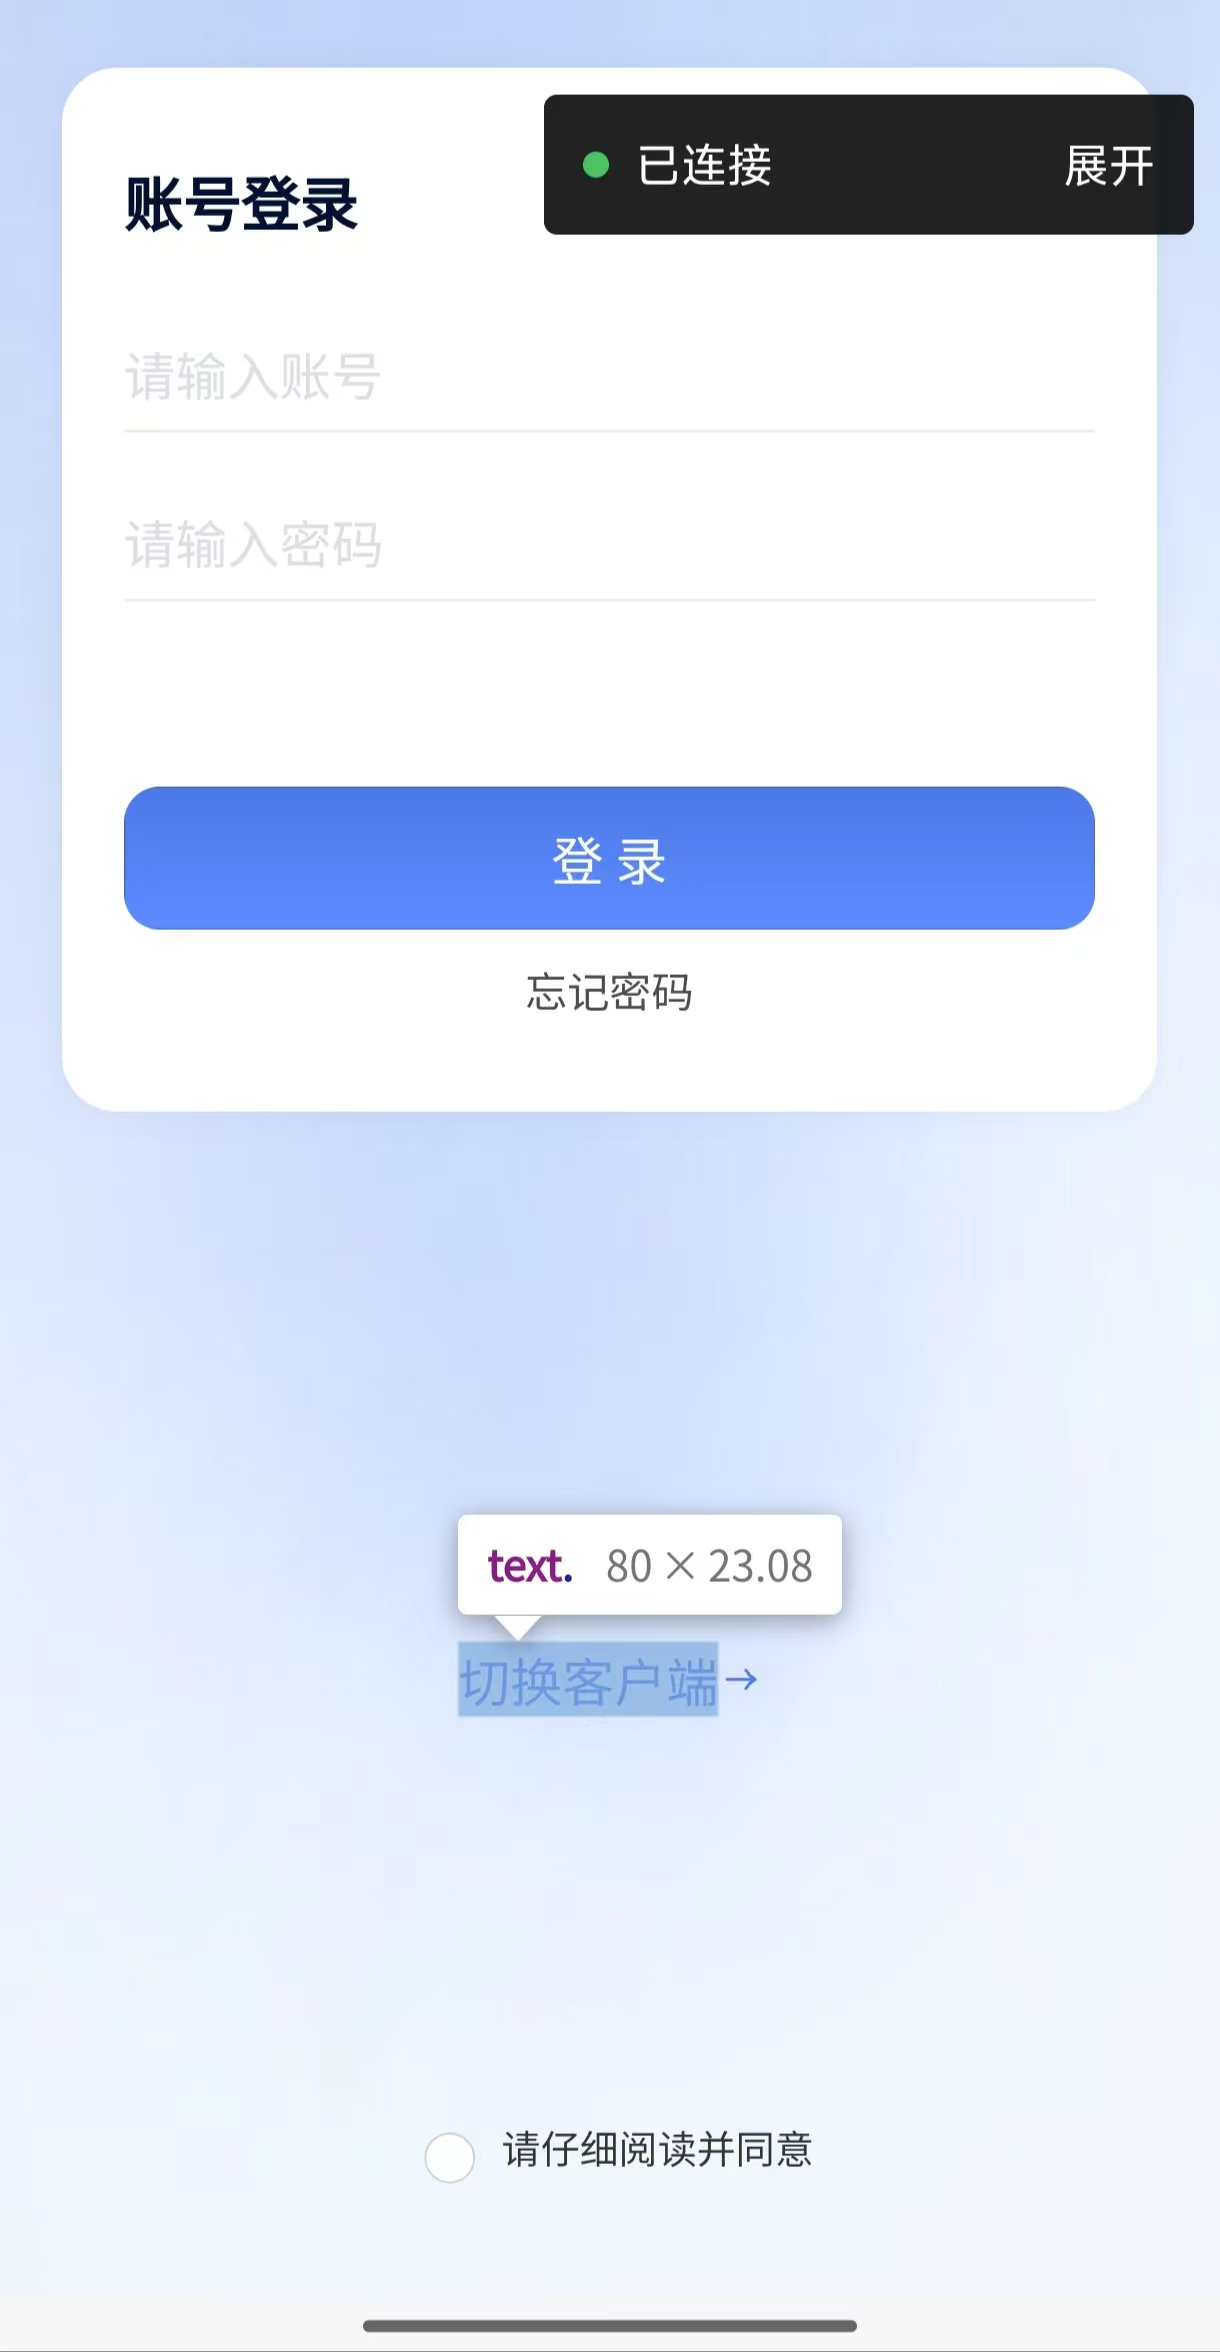 已连接 展开
账号登录
请输入账号
请输入密码
登 录
忘记密码
text. 80 × 23.08
切换客户端→
请仔细阅读并同意